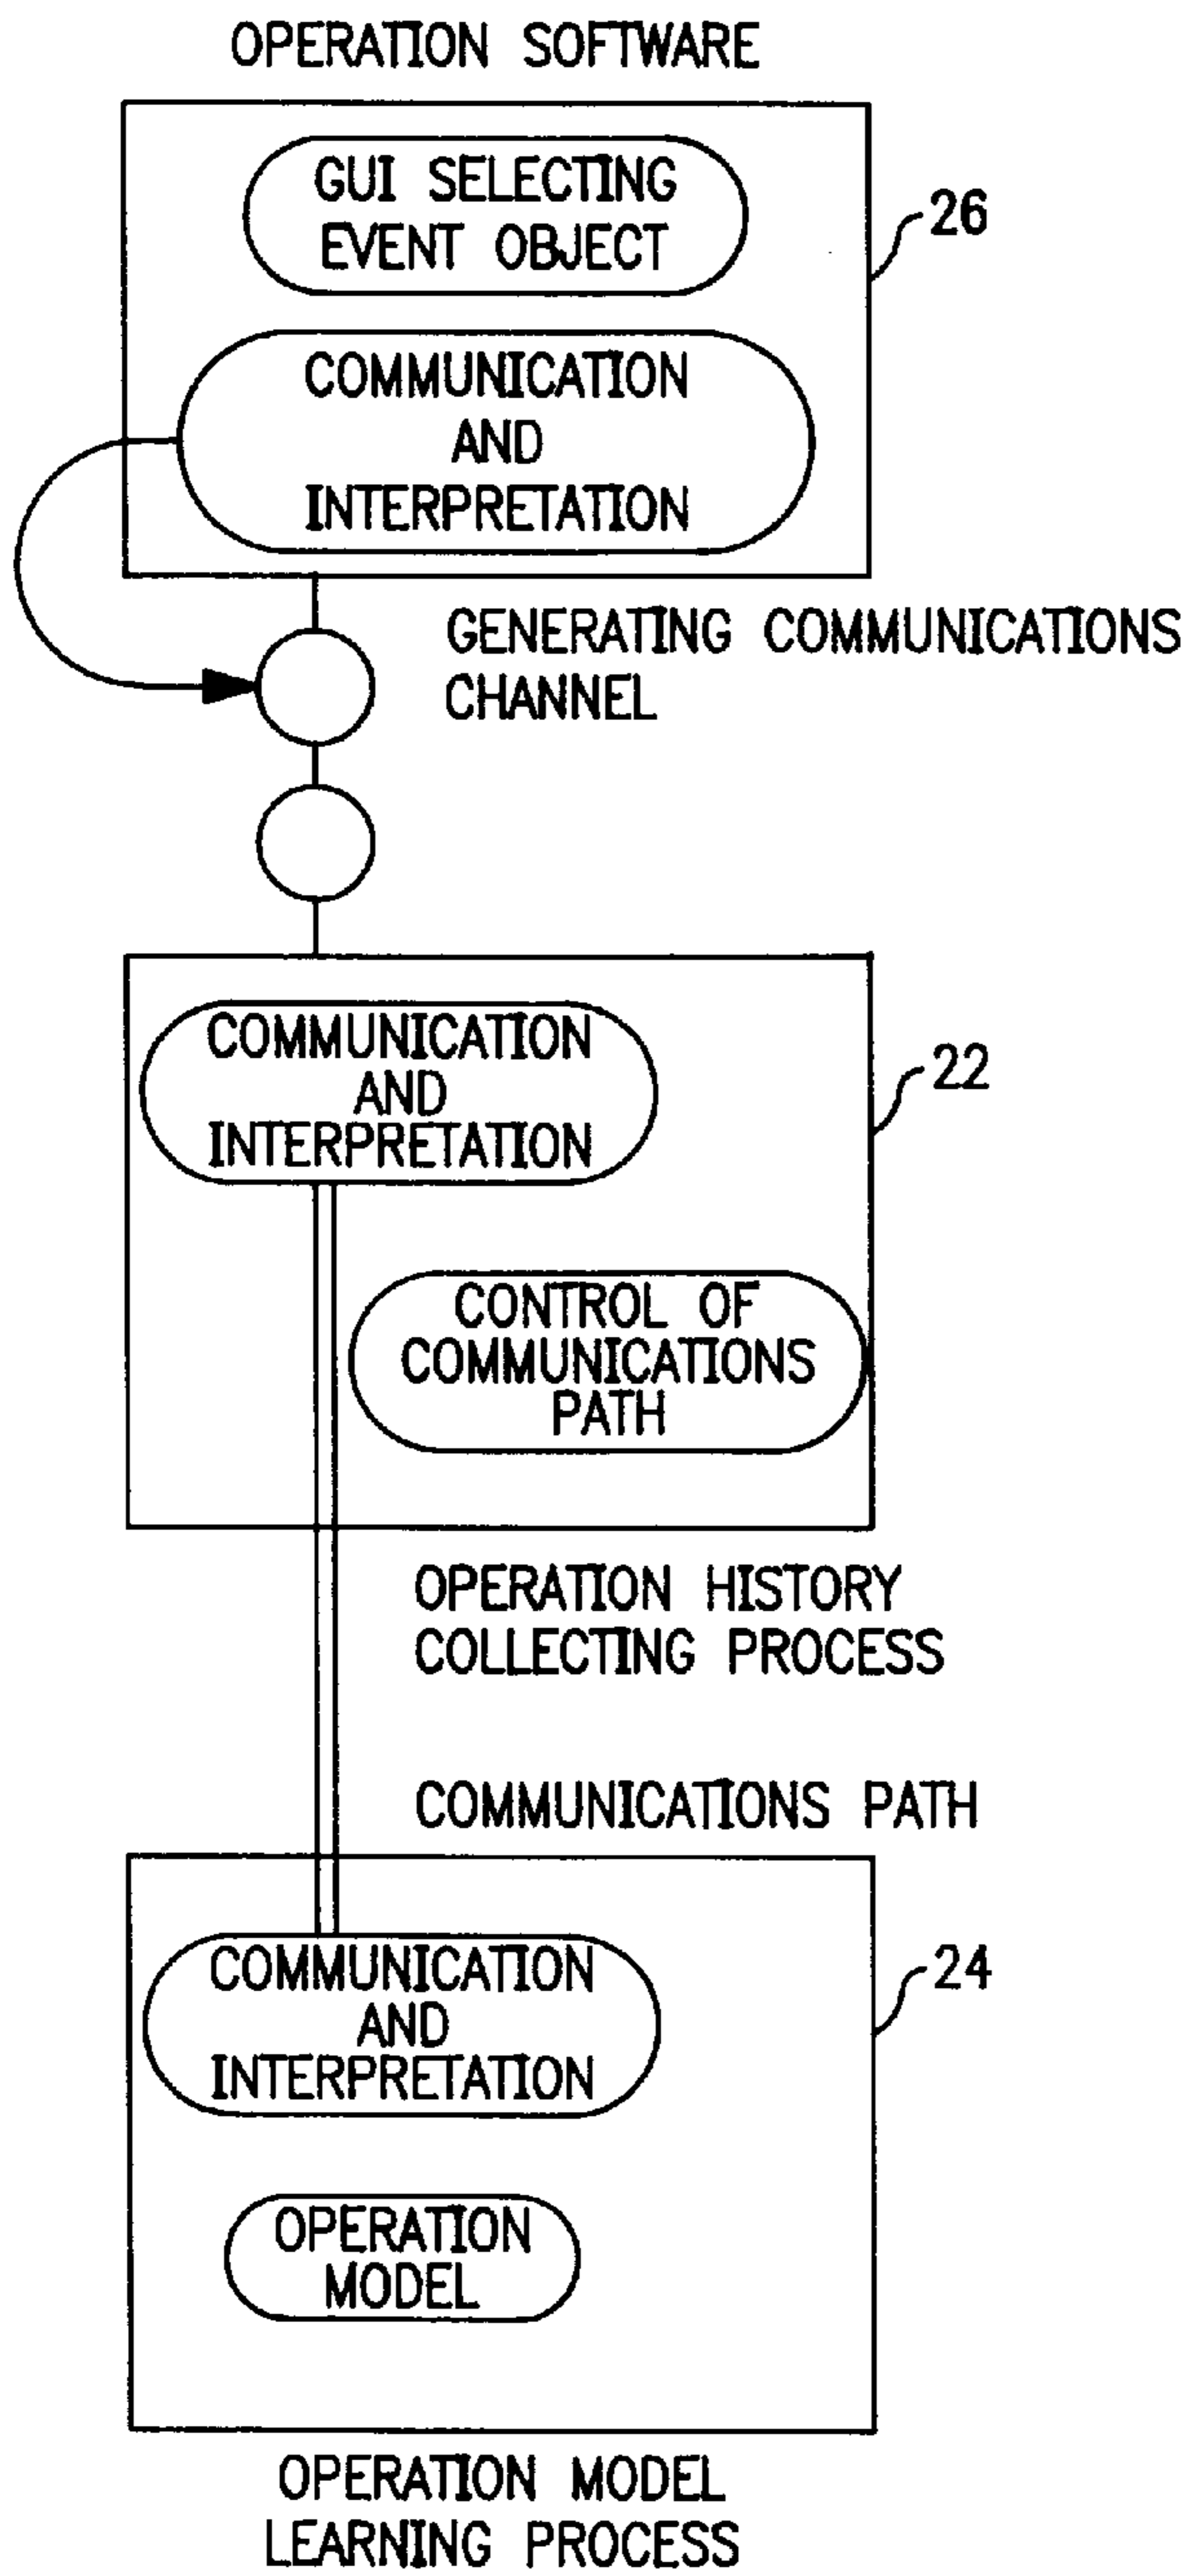 OPERATION SOFTWARE
GUI SELECTING
EVENT OBJECT
26
COMMUNICATION
AND
INTERPRETATION
GENERATING COMMUNICATIONS
CHANNEL
COMMUNICATION
AND
INTERPRETATION
22
CONTROL OF
COMMUNICATIONS
PATH
OPERATION HISTORY
COLLECTING PROCESS
COMMUNICATIONS PATH
COMMUNICATION
AND
INTERPRETATION
24
OPERATION
MODEL
OPERATION MODEL
LEARNING PROCESS